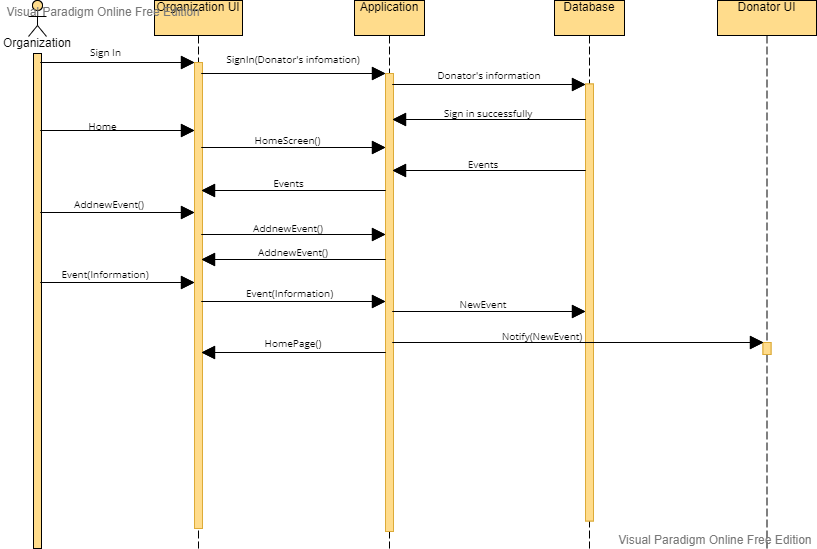 Visual Paradigm Online Free Edition
Organization UI
Application
Database
Donator UI
Organization
Sign In
SignIn(Donator's infomation)
Donator's information
Sign in successfully
Home
HomeScreen()
Events
Events
AddnewEvent()
AddnewEvent()
AddnewEvent()
Event(Information)
Event(Information)
NewEvent
Notify(NewEvent)
HomePage()
Visual Paradigm Online Free Edition